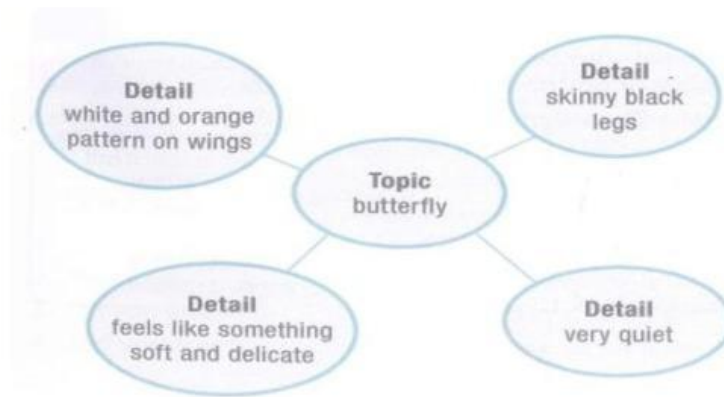 Detail
white and orange
pattern on wings
Detail
skinny black
legs
Topic
butterfly
Detail
feels like something
soft and delicate
Detail
very quiet